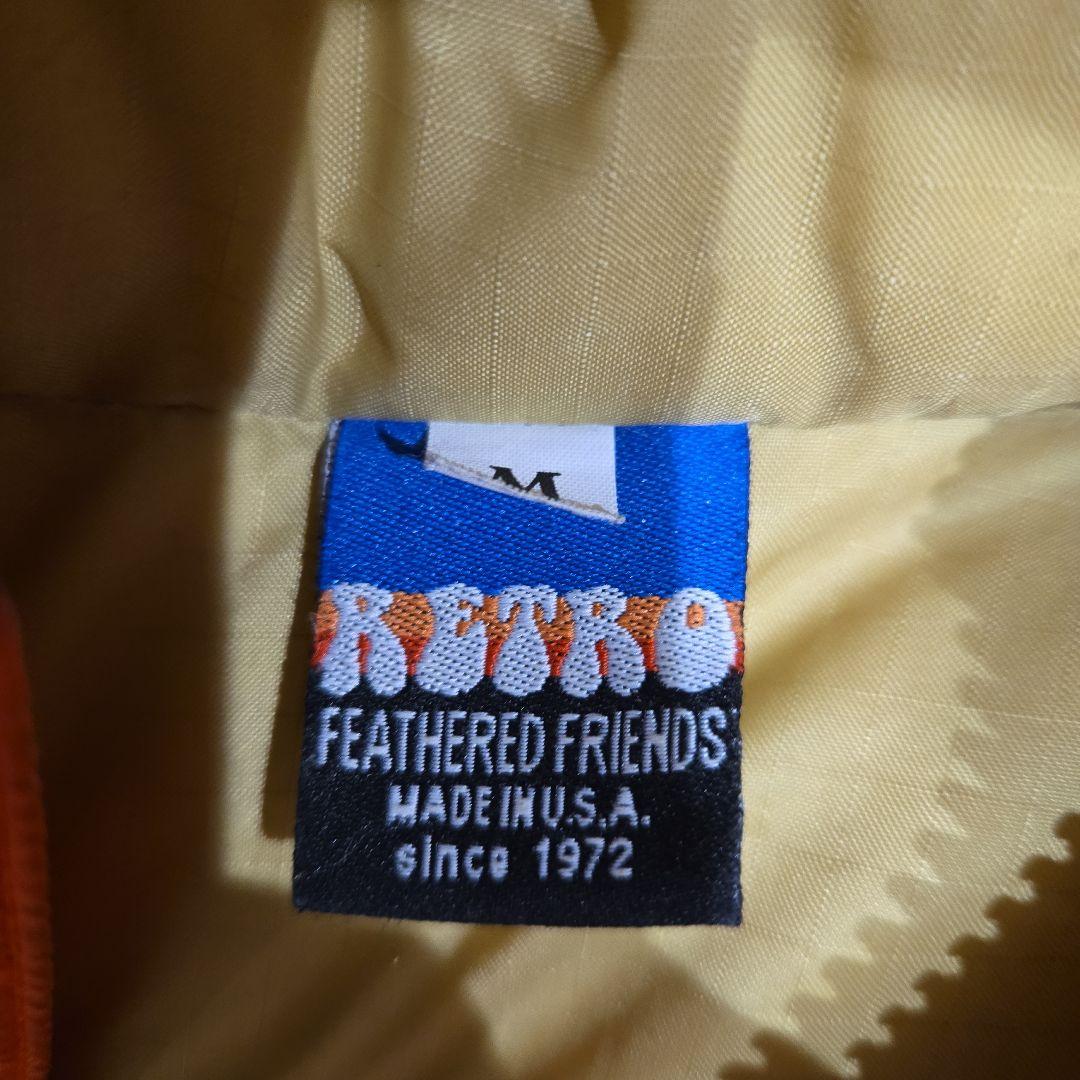 M
RETRO
FEATHERED FRIENDS
MADE IN U.S.A.
since 1972